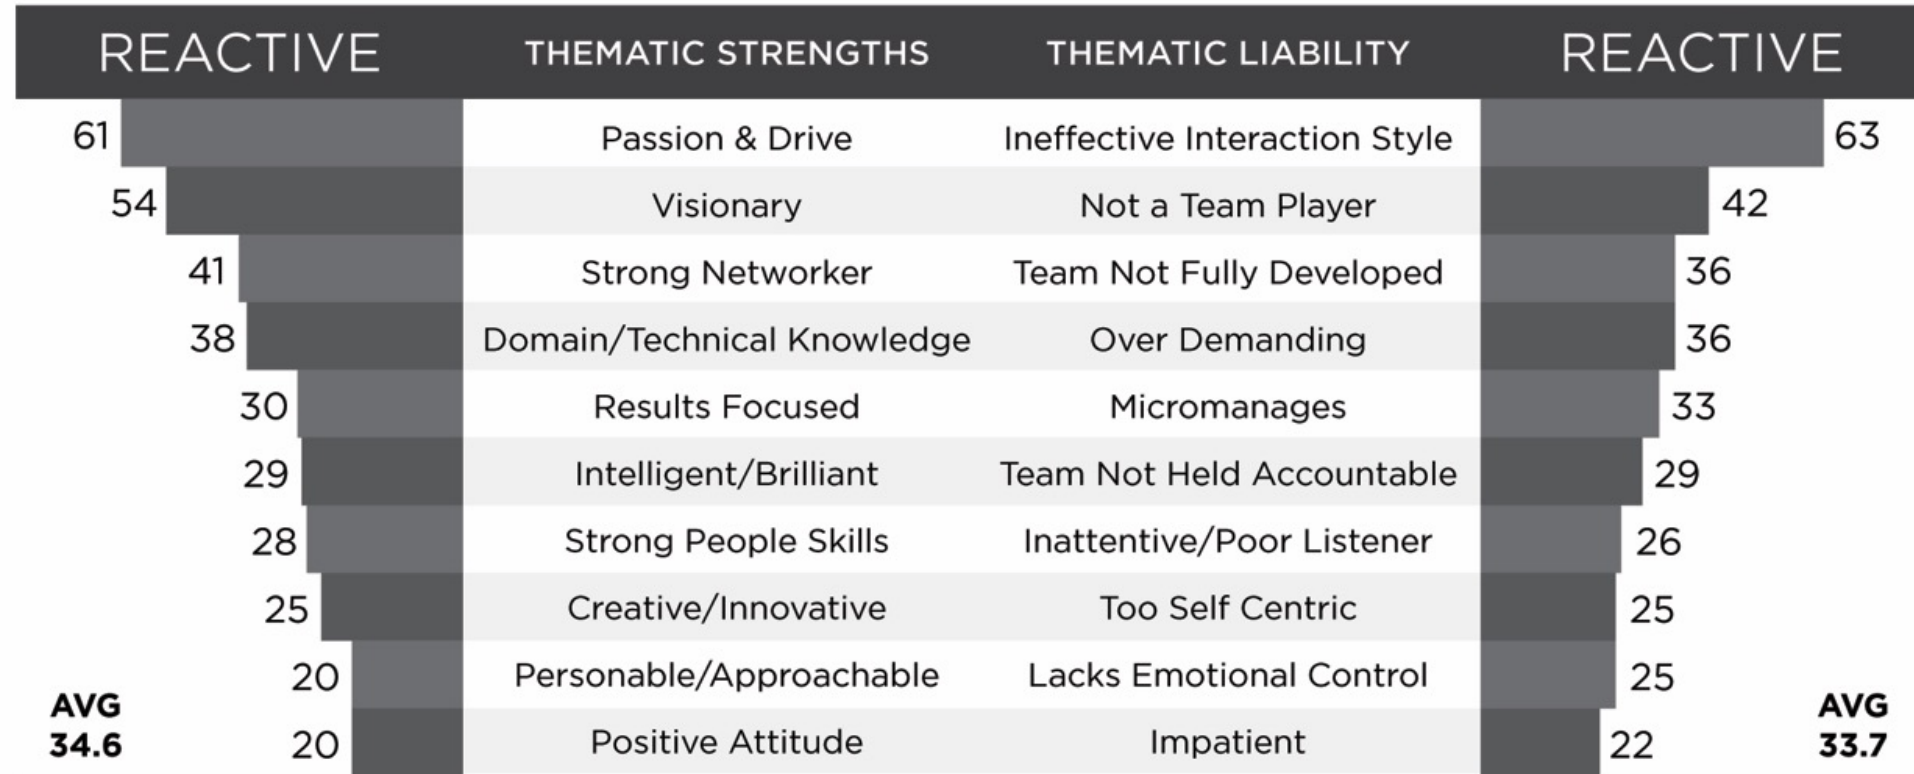 REACTIVE THEMATIC STRENGTHS THEMATIC LIABILITY REACTIVE
61 Passion & Drive Ineffective Interaction Style 63
54 Visionary Not a Team Player 42
41 Strong Networker Team Not Fully Developed 36
38 Domain/Technical Knowledge Over Demanding 36
30 Results Focused Micromanages 33
29 Intelligent/Brilliant Team Not Held Accountable 29
28 Strong People Skills Inattentive/Poor Listener 26
25 Creative/Innovative Too Self Centric 25
20 Personable/Approachable Lacks Emotional Control 25
20 Positive Attitude Impatient 22
AVG
34.6
AVG
33.7